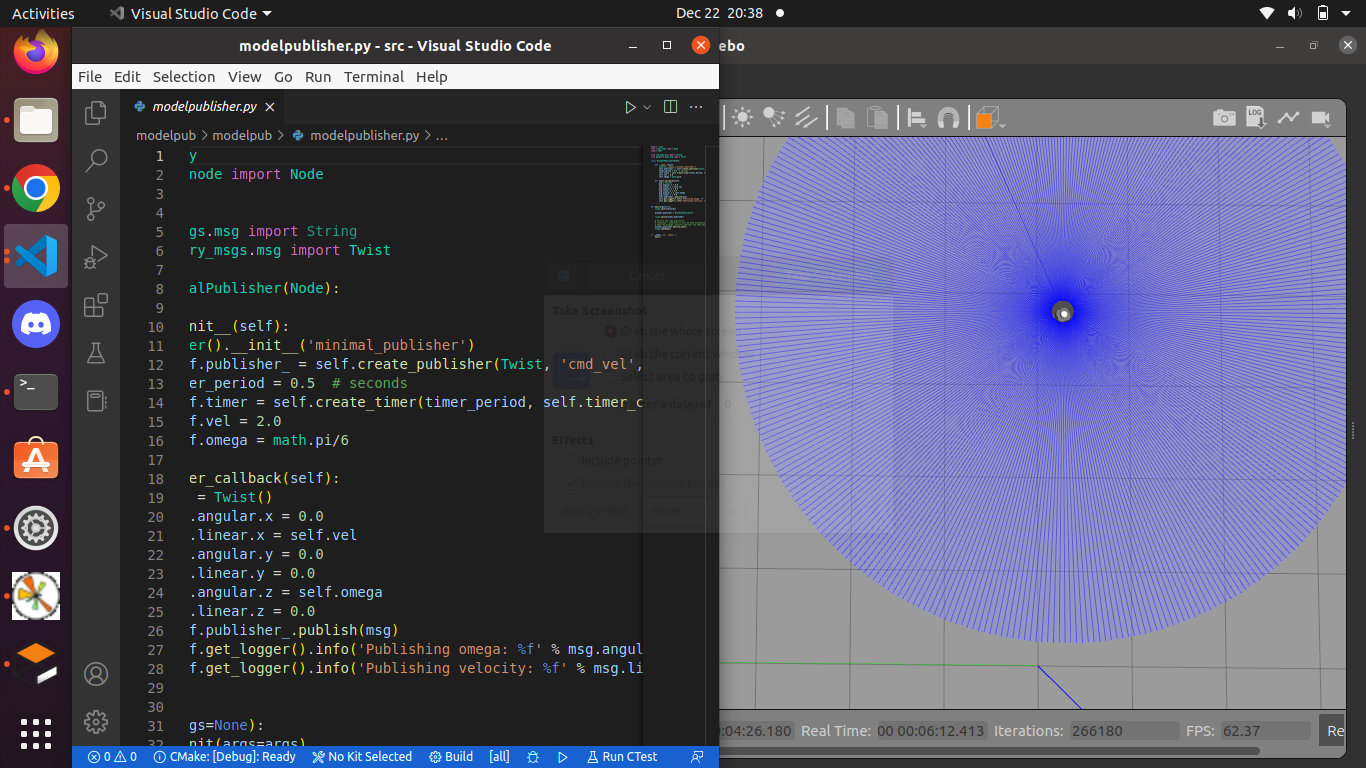 Activities
Visual Studio Code
Dec 22 20:38
modelpublisher.py - src - Visual Studio Code
ebo
File Edit Selection View Go Run Terminal Help
modelpublisher.py
LOG
modelpub > modelpub > modelpublisher.py > ...
1 y
2 node import Node
3
4
5 gs.msg import String
6 ry_msgs.msg import Twist
7
8 alPublisher(Node):
9
10 nit__(self):
11 er().__init__('minimal_publisher')
12 f.publisher_ = self.create_publisher(Twist, 'cmd_vel',
13 er_period = 0.5  # seconds
14 f.timer = self.create_timer(timer_period, self.timer_c
15 f.vel = 2.0
16 f.omega = math.pi/6
17
18 er_callback(self):
19 = Twist()
20 .angular.x = 0.0
21 .linear.x = self.vel
22 .angular.y = 0.0
23 .linear.y = 0.0
24 .angular.z = self.omega
25 .linear.z = 0.0
26 f.publisher_.publish(msg)
27 f.get_logger().info('Publishing omega: %f' % msg.angul
28 f.get_logger().info('Publishing velocity: %f' % msg.li
29
30
31 gs=None):
32 nit(args=args)
Cancel
Take Screenshot
Grab the whole screen
Grab the current window
Select area to grab
Effects
Include pointer
:04:26.180 Real Time: 00 00:06:12.413 Iterations: 266180 FPS: 62.37 Re
0 0 CMake: [Debug]: Ready No Kit Selected Build [all] Run CTest